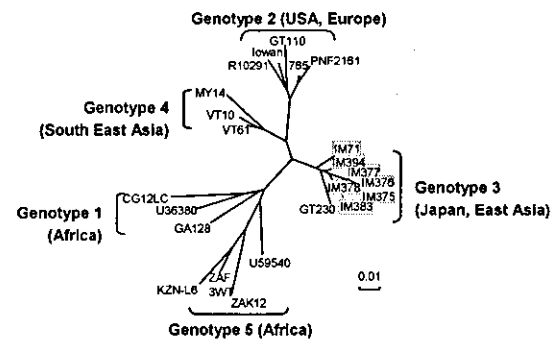 Genotype 2 (USA, Europe)
GT110
Iowan
R10291
765
PNF2161
MY14
Genotype 4
(South East Asia)
VT10
VT61
IM71
IM394
IM377
IM376
IM378
IM375
IM383
GT230
Genotype 3
(Japan, East Asia)
CG12LC
U36380
Genotype 1
(Africa)
GA128
U59540
0.01
ZAF
KZN-L6
3WT
ZAK12
Genotype 5 (Africa)